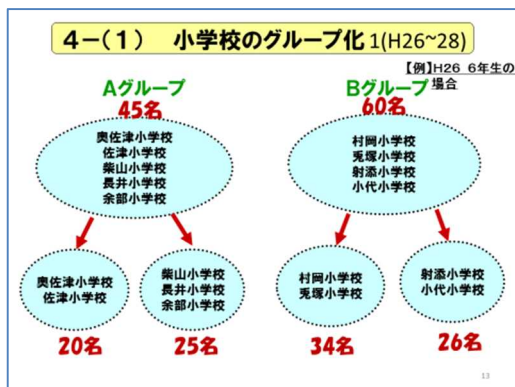 4-(1) 小学校のグループ化 1(H26~28)
【例】H26 6年生の
場合
Aグループ
45名
奥佐津小学校
佐津小学校
柴山小学校
長井小学校
余部小学校
Bグループ
60名
村岡小学校
兎塚小学校
射添小学校
小代小学校
奥佐津小学校
佐津小学校
20名
柴山小学校
長井小学校
余部小学校
25名
村岡小学校
兎塚小学校
34名
射添小学校
小代小学校
26名
13